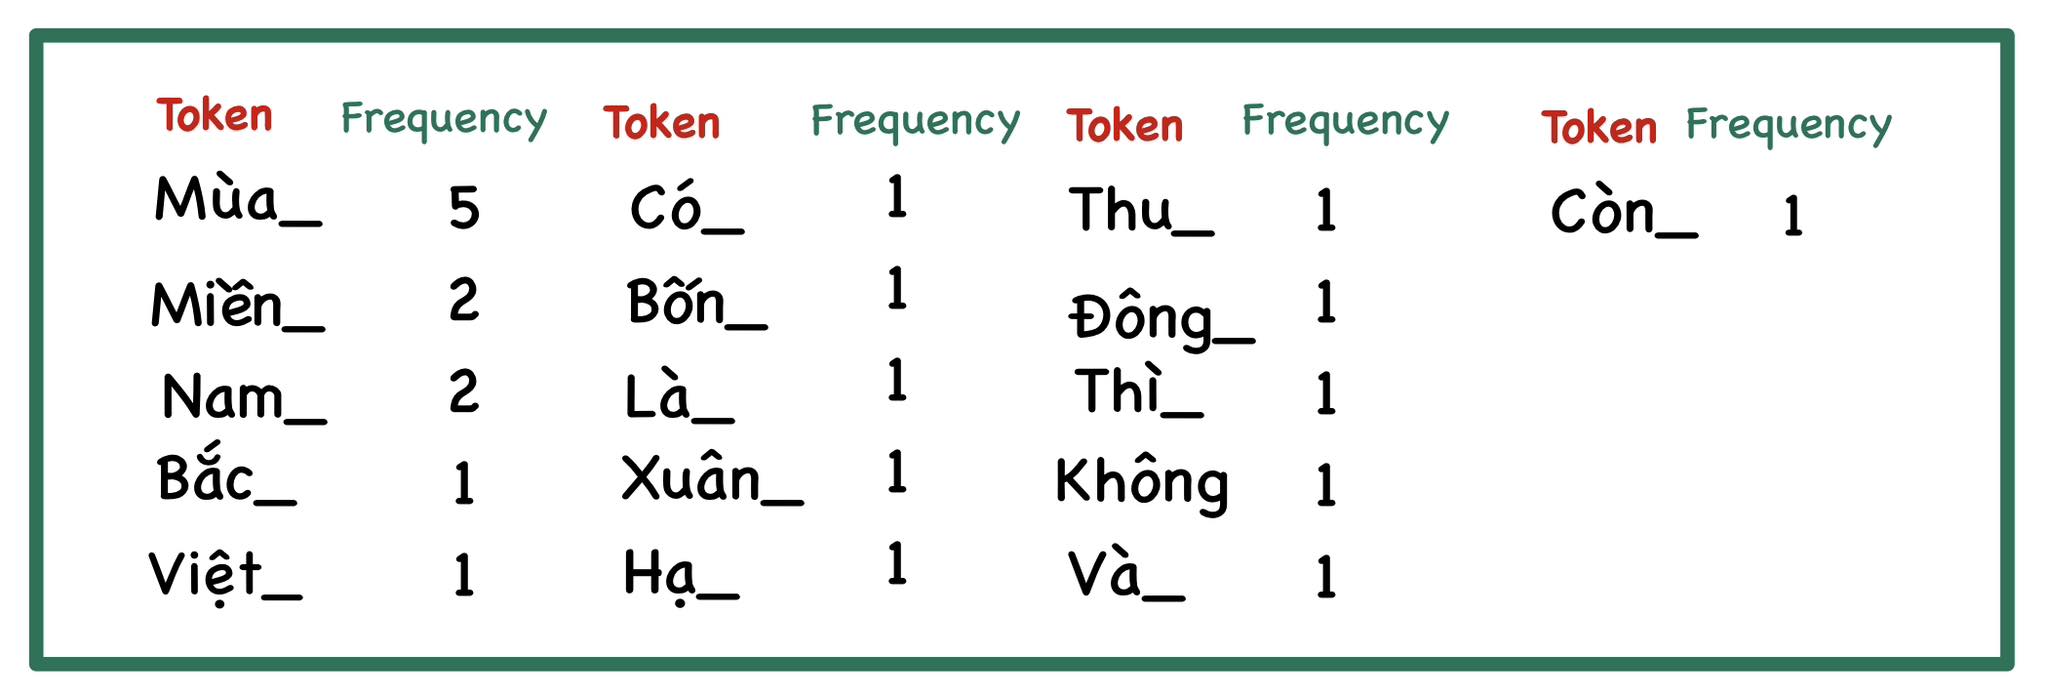 Token Frequency Token Frequency Token Frequency Token Frequency
Mùa_ 5 Có_ 1 Thu_ 1 Còn_ 1
Miền_ 2 Bốn_ 1 Đông_ 1
Nam_ 2 Là_ 1 Thì_ 1
Bắc_ 1 Xuân_ 1 Không 1
Việt_ 1 Hạ_ 1 Và_ 1